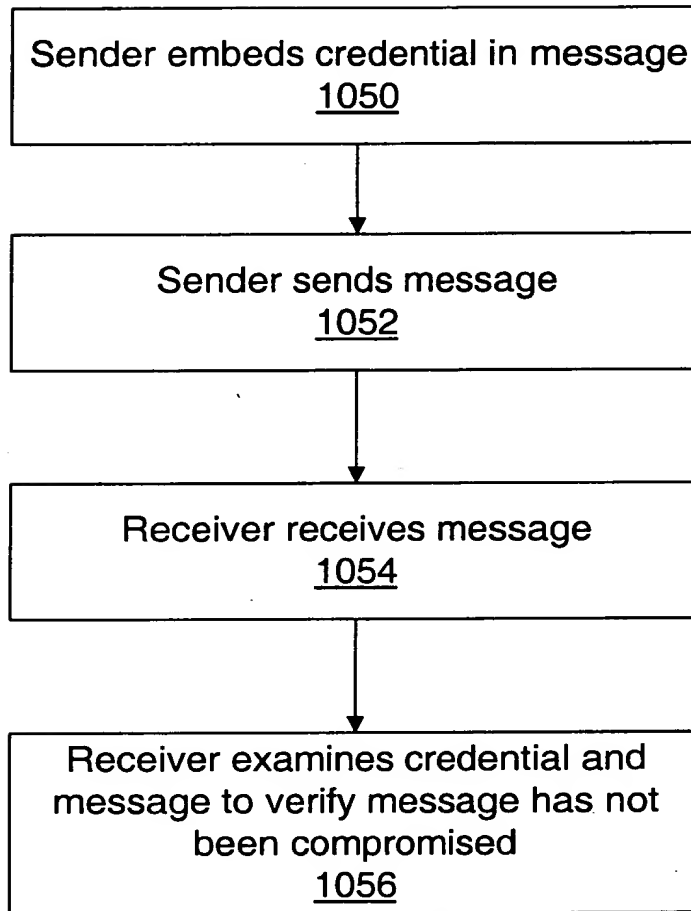 Sender embeds credential in message
1050
Sender sends message
1052
Receiver receives message
1054
Receiver examines credential and
message to verify message has not
been compromised
1056